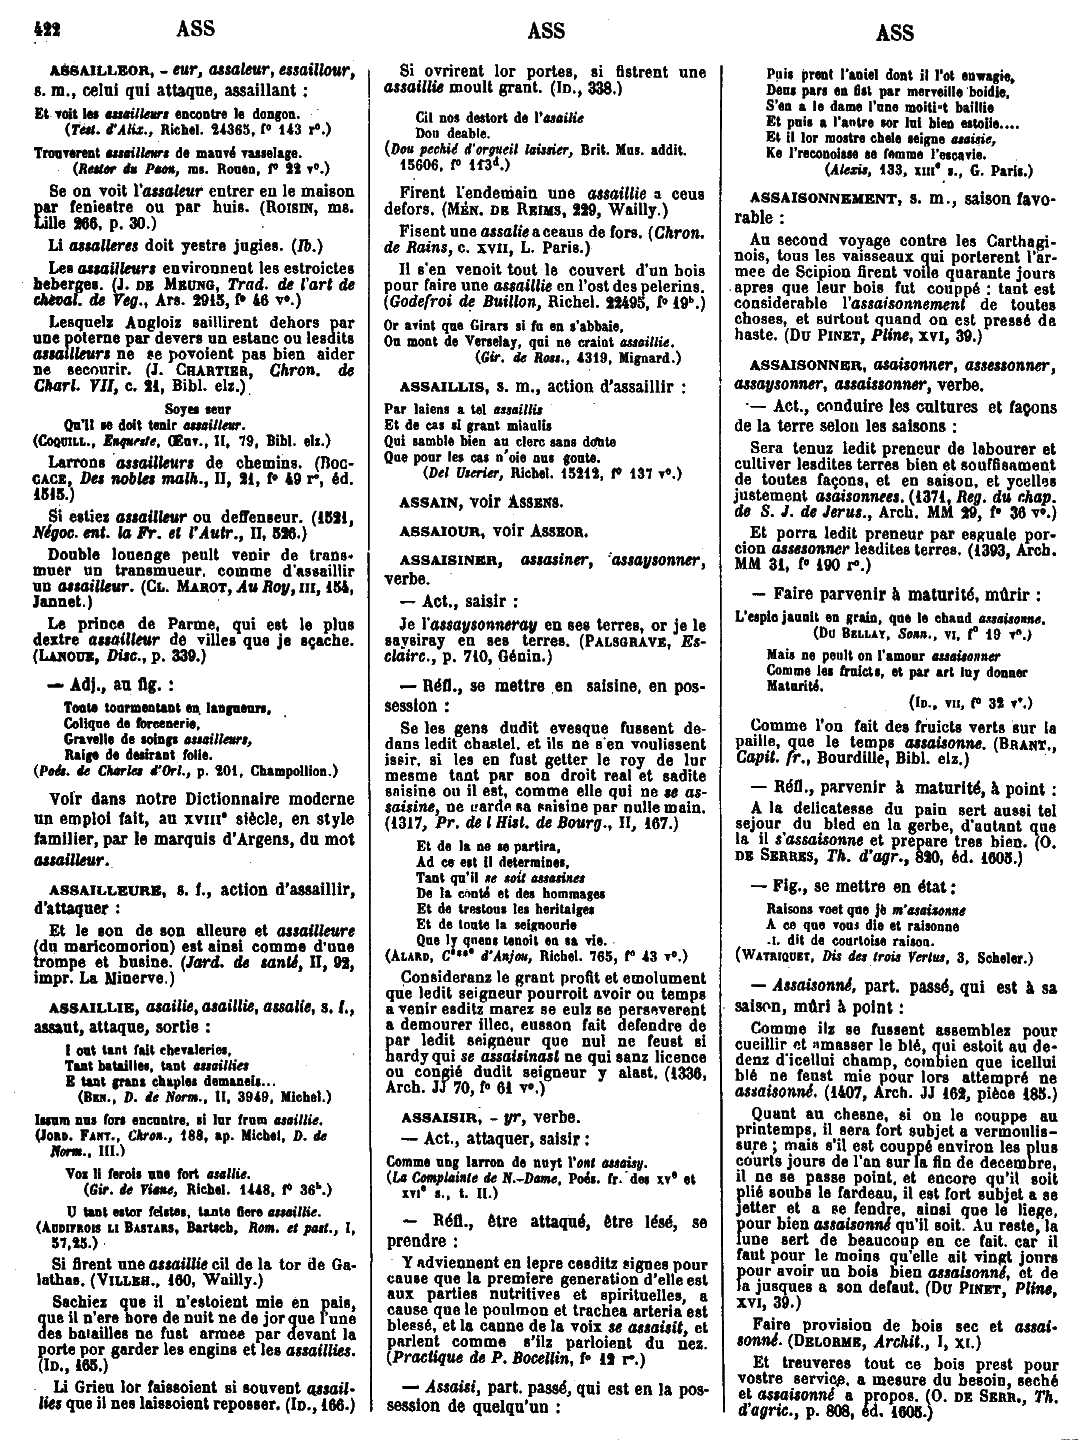 422 ASS ASS ASS
ASSAILLEOR, - eur, assaleur, essaillour,
s. m., celui qui attaque, assaillant :
Et voit les assailleurs encontre le dongon.
(Test. d'Alix., Richel. 24365, f° 143 r°.)
Trouverent assailleurs de mauvé vasselage.
(Restor du Paon, ms. Rouen, f° 22 v°.)
Se on voit l'assaleur entrer eu le maison
par feniestre ou par huis. (ROISIN, ms.
Lille 266, p. 30.)
Li assalleres doit yestre jugies. (Ib.)
Les assailleurs environnent les estroictes
heberges. (J. DE MEUNG, Trad. de l'art de
cheval. de Veg., Ars. 2915, f° 46 v°.)
Lesquelz Angloiz saillirent dehors par
une poterne par devers un estanc ou lesdits
assailleurs ne se povoient pas bien aider
ne secourir. (J. CHARTIER, Chron. de
Charl. VII, c. 21, Bibl. elz.)
Soyes seur
Qu'il se doit tenir assailleur.
(COQUILL., Enqueste, Œuv., II, 79, Bibl. elz.)
Larrons assailleurs de chemins. (BOC-
CACE, Des nobles malh., II, 21, f° 49 r°, éd.
1515.)
Si estiez assailleur ou deffenseur. (1521,
Négoc. ent. la Fr. et l'Autr., II, 526.)
Double louenge peult venir de trans-
muer un transmueur, comme d'assaillir
un assailleur. (CL. MAROT, Au Roy, III, 154,
Jannet.)
Le prince de Parme, qui est le plus
dextre assailleur de villes que je sçache.
(LANOUE, Disc., p. 339.)
— Adj., au fig. :
Toute tourmentant en langueurs,
Colique de forcenerie,
Gravelle de soings assailleurs,
Raige de desirant folie.
(Poés. de Charles d'Orl., p. 201, Champollion.)
Voir dans notre Dictionnaire moderne
un emploi fait, au XVIIIe siècle, en style
familier, par le marquis d'Argens, du mot
assailleur.
ASSAILLEURE, s. f., action d'assaillir,
d'attaquer :
Et le son de son alleure et assailleure
(du maricomorion) est ainsi comme d'une
trompe et busine. (Jard. de santé, II, 92,
impr. La Minerve.)
ASSAILLIE, asailie, asaillie, assalie, s. f.,
assaut, attaque, sortie :
I out tant fait chevaleries,
Tant batailles, tant assaillies
E tant grans chaples demaneis...
(BEN., D. de Norm., II, 3949, Michel.)
Issum nus fors encontre, si lur frum asaillie.
(JORD. FANT., Chron., 188, ap. Michel, D. de
Norm., III.)
Vos li ferois une fort asallie.
(Gir. de Viane, Richel. 1448, f° 36b.)
U tant estor feistes, tante fiere assaillie.
(AUDIFROIS LI BASTARS, Bartsch, Rom. et past., I,
57,25.)
Si firent une assaillie cil de la tor de Ga-
lathas. (VILLEH., 160, Wailly.)
Sachiez que il n'estoient mie en pais,
que il n'ere hore de nuit ne de jor que l'une
des batailles ne fust armee par devant la
porte por garder les engins et les assaillies.
(ID., 165.)
Li Grieu lor faissoient si souvent assail-
lies que il nes laissoient reposser. (ID., 166.)
Si ovrirent lor portes, si fistrent une
assaillie moult grant. (ID., 338.)
Cil nos destort de l'asailie
Dou deable.
(Dou pechié d'orgueil laissier, Brit. Mus. addit.
15606, f° 113d.)
Firent l'endemain une assaillie a ceus
defors. (MÉN. DE REIMS, 229, Wailly.)
Fisent une assalie a ceaus de fors. (Chron.
de Rains, c. XVII, L. Paris.)
Il s'en venoit tout le couvert d'un bois
pour faire une assaillie en l'ost des pelerins.
(Godefroi de Buillon, Richel. 22495, f° 19b.)
Or avint que Girars si fu en s'abbaie,
Ou mont de Verselay, qui ne craint assaillie.
(Gir. de Ross., 4319, Mignard.)
ASSAILLIS, s. m., action d'assaillir :
Par laiens a tel assaillis
Et de cas si grant miaulis
Qui samble bien au clerc sans doute
Que pour les cas n'oie nus goute.
(Del Userier, Richel. 15212, f° 137 v°.)
ASSAIN, voir ASSENS.
ASSAIOUR, voir ASSEOR.
ASSAISINER, assasiner, assaysonner,
verbe.
— Act., saisir :
Je l'assaysonneray en ses terres, or je le
saysiray en ses terres. (PALSGRAVE, Es-
clairc., p. 710, Génin.)
— Réfl., se mettre en saisine, en pos-
session :
Se les gens dudit evesque fussent de-
dans ledit chastel, et ils ne s'en voulissent
issir, si les en fust getter le roy de lur
mesme tant par son droit real et sadite
saisine ou il est, comme elle qui ne se as-
saisine, ne garde sa saisine par nulle main.
(1317, Pr. de l Hist. de Bourg., II, 167.)
Et de la ne se partira,
Ad ce est il determines,
Tant qu'il se soit assasines
De la conté et des hommages
Et de trestous les heritaiges
Et de toute la seignourie
Que ly quens tenoit en sa vie.
(ALARD, Ctess d'Anjou, Richel. 765, f° 43 v°.)
Consideranz le grant profit et emolument
que ledit seigneur pourroit avoir ou temps
a venir esditz marez se eulz se perseverent
a demourer illec, eusson fait defendre de
par ledit seigneur que nul ne feust si
hardy qui se assaisinast ne qui sanz licence
ou congié dudit seigneur y alast. (1336,
Arch. JJ 70, f° 61 v°.)
ASSAISIR, - yr, verbe.
— Act., attaquer, saisir :
Comme ung larron de nuyt l'ont assaisy.
(La Complainte de N.-Dame, Poés. fr. des XVe et
XVIe s., t. II.)
— Réfl., être attaqué, être lésé, se
prendre :
Y adviennent en lepre cesditz signes pour
cause que la premiere generation d'elle est
aux parties nutritives et spirituelles, a
cause que le poulmon et trachea arteria est
blessé, et la canne de la voix se assaisit, et
parlent comme s'ilz parloient du nez.
(Practique de P. Bocellin, f° 12 r°.)
— Assaisi, part. passé, qui est en la pos-
session de quelqu'un :
Puis prent l'aniel dont il l'ot enwagie,
Deus pars en fist par merveille boidie,
S'en a le dame l'une moitiet baillie
Et puis a l'autre sor lui bien estoiie....
Et il lor mostre chele seigne asaisie,
Ke l'reconoisse se femme l'escavie.
(Alexis, 133, XIIIe s., G. Paris.)
ASSAISONNEMENT, s. m., saison favo-
rable :
Au second voyage contre les Carthagi-
nois, tous les vaisseaux qui porterent l'ar-
mee de Scipion firent voile quarante jours
apres que leur bois fut couppé : tant est
considerable l'assaisonnement de toutes
choses, et surtout quand on est pressé de
haste. (DU PINET, Pline, XVI, 39.)
ASSAISONNER, asaisonner, assessonner,
assaysonner, assaissonner, verbe.
— Act., conduire les cultures et façons
de la terre selon les saisons :
Sera tenuz ledit preneur de labourer et
cultiver lesdites terres bien et souffisament
de toutes façons, et en saison, et ycelles
justement asaisonnees. (1371, Reg. du chap.
de S. J. de Jerus., Arch. MM 29, f° 36 v°.)
Et porra ledit preneur par esguale por-
cion assesonner lesdites terres. (1393, Arch.
MM 31, f° 190 r°.)
— Faire parvenir à maturité, mûrir :
L'espic jaunit en grain, que le chaud assaisonne.
(DU BELLAY, Sonn., VI, f° 19 v°.)
Mais ne peult on l'amour assaisonner
Comme les fruicts, et par art luy donner
Maturité.
(ID., VII, f° 32 v°.)
Comme l'on fait des fruicts verts sur la
paille, que le temps assaisonne. (BRANT.,
Capit. fr., Bourdille, Bibl. elz.)
— Réfl., parvenir à maturité, à point :
A la delicatesse du pain sert aussi tel
sejour du bled en la gerbe, d'autant que
la il s'assaisonne et prepare tres bien. (O.
DE SERRES, Th. d'agr., 820, éd. 1605.)
— Fig., se mettre en état :
Raisons voet que je m'asaisonne
A ce que vous die et raisonne
.I. dit de courtoise raison.
(WATRIQUET, Dis des trois Vertus, 3, Scheler.)
— Assaisonné, part. passé, qui est à sa
saison, mûri à point :
Comme ilz se fussent assemblez pour
cueillir et amasser le blé, qui estoit au de-
denz d'icellui champ, combien que icellui
blé ne feust mie pour lors attempré ne
assaisonné. (1407, Arch. JJ 162, pièce 185.)
Quant au chesne, si on le couppe au
printemps, il sera fort subjet a vermoulis-
sure ; mais s'il est couppé environ les plus
courts jours de l'an sur la fin de decembre,
il ne se passe point, et encore qu'il soit
plié soubs le fardeau, il est fort subjet a se
jetter et a se fendre, ainsi que le liege,
pour bien assaisonné qu'il soit. Au reste, la
lune sert de beaucoup en ce fait, car il
faut pour le moins qu'elle ait vingt jours
pour avoir un bois bien assaisonné, et de
la jusques a son defaut. (DU PINET, Pline,
XVI, 39.)
Faire provision de bois sec et assai-
sonné. (DELORME, Archit., I, XI.)
Et treuveres tout ce bois prest pour
vostre service, a mesure du besoin, seché
et assaisonné a propos. (O. DE SERR., Th.
d'agric., p. 808, éd. 1605.)